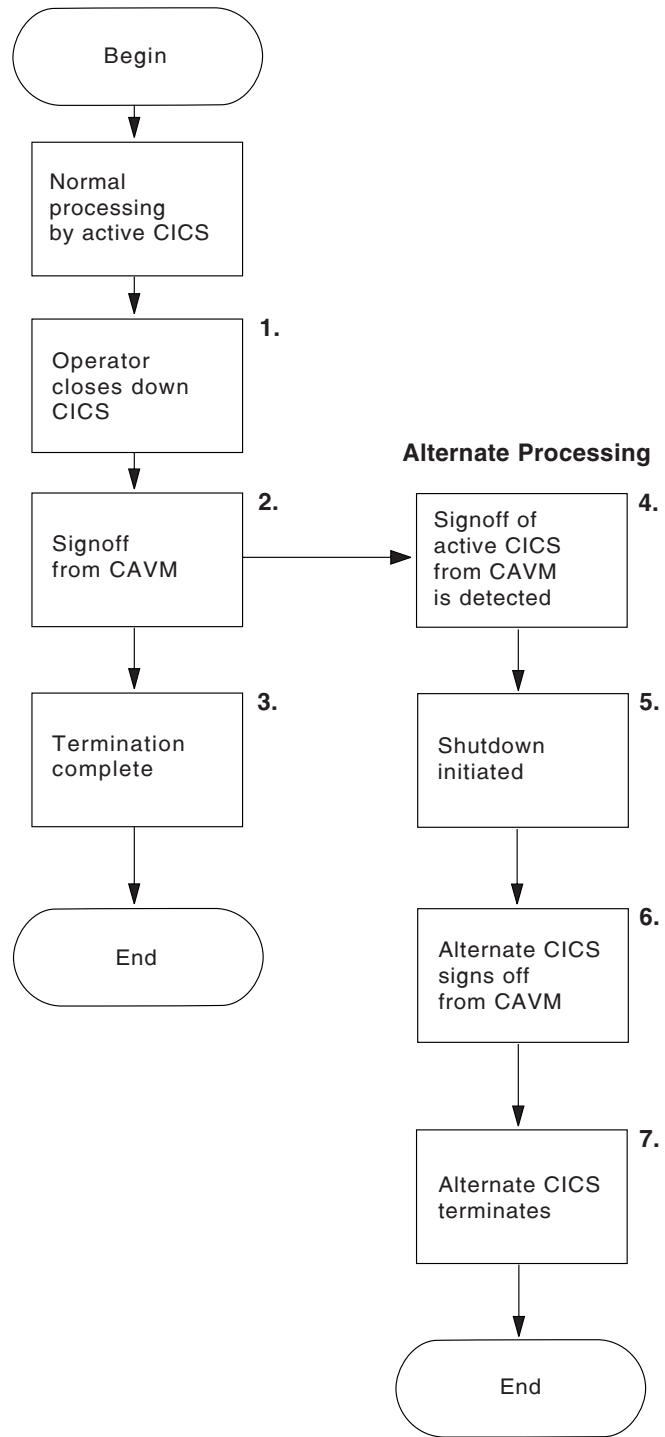 Begin
Normal
processing
by active CICS
1.
Operator
closes down
CICS
2.
Signoff
from CAVM
3.
Termination
complete
End
Alternate Processing
4.
Signoff of
active CICS
from CAVM
is detected
5.
Shutdown
initiated
6.
Alternate CICS
signs off
from CAVM
7.
Alternate CICS
terminates
End